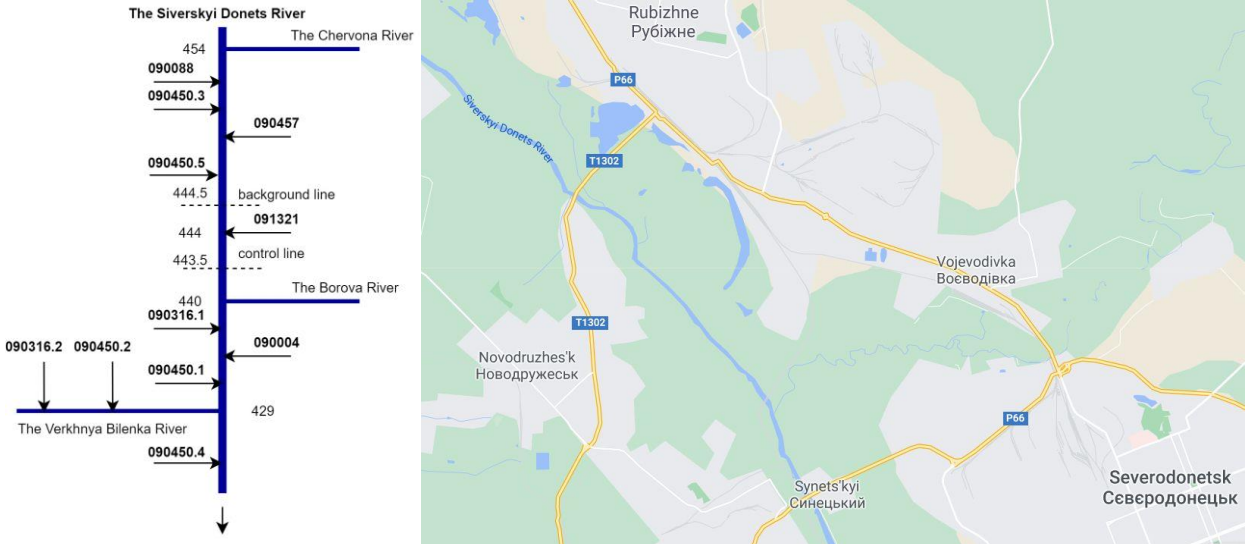 The Siverskyi Donets River
454
The Chervona River
090088
090450.3
090457
090450.5
444.5
background line
091321
444
control line
443.5
The Borova River
440
090316.1
090316.2
090450.2
090004
090450.1
429
The Verkhnya Bilenka River
090450.4
Rubizhne
Рубіжне
P66
Siverskyi Donets River
T1302
Vojevodivka
Воєводівка
T1302
Novodruzhes'k
Новодружеськ
P66
Synets'kyi
Синецький
Severodonetsk
Сєвєродонецьк